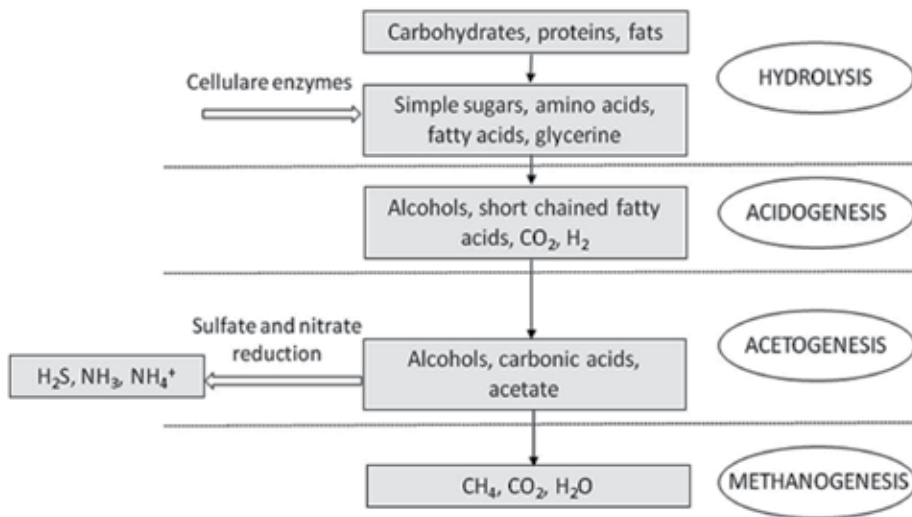 Carbohydrates, proteins, fats
HYDROLYSIS
Cellulare enzymes
Simple sugars, amino acids,
fatty acids, glycerine
Alcohols, short chained fatty
acids, CO₂, H₂
ACIDOGENESIS
Sulfate and nitrate
reduction
H₂S, NH₃, NH₄⁺
Alcohols, carbonic acids,
acetate
ACETOGENESIS
CH₄, CO₂, H₂O
METHANOGENESIS